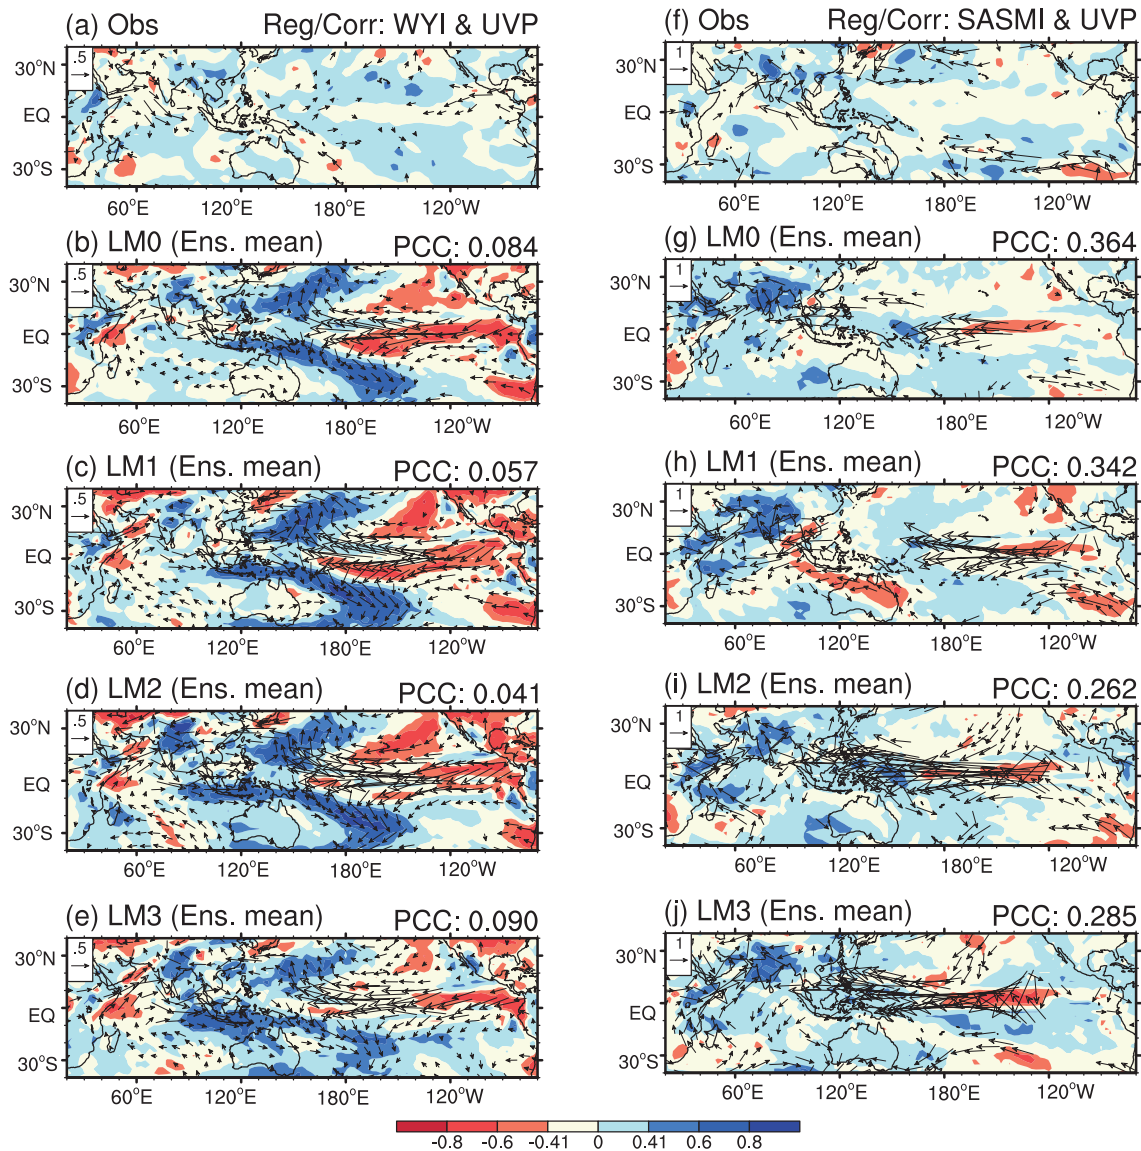 (a) Obs Reg/Corr: WYI & UVP
.5
30°N
EQ
30°S
60°E 120°E 180°E 120°W
(b) LM0 (Ens. mean) PCC: 0.084
.5
30°N
EQ
30°S
60°E 120°E 180°E 120°W
(c) LM1 (Ens. mean) PCC: 0.057
.5
30°N
EQ
30°S
60°E 120°E 180°E 120°W
(d) LM2 (Ens. mean) PCC: 0.041
.5
30°N
EQ
30°S
60°E 120°E 180°E 120°W
(e) LM3 (Ens. mean) PCC: 0.090
.5
30°N
EQ
30°S
60°E 120°E 180°E 120°W
(f) Obs Reg/Corr: SASMI & UVP
1
30°N
EQ
30°S
60°E 120°E 180°E 120°W
(g) LM0 (Ens. mean) PCC: 0.364
1
30°N
EQ
30°S
60°E 120°E 180°E 120°W
(h) LM1 (Ens. mean) PCC: 0.342
1
30°N
EQ
30°S
60°E 120°E 180°E 120°W
(i) LM2 (Ens. mean) PCC: 0.262
1
30°N
EQ
30°S
60°E 120°E 180°E 120°W
(j) LM3 (Ens. mean) PCC: 0.285
1
30°N
EQ
30°S
60°E 120°E 180°E 120°W
-0.8 -0.6 -0.41 0 0.41 0.6 0.8